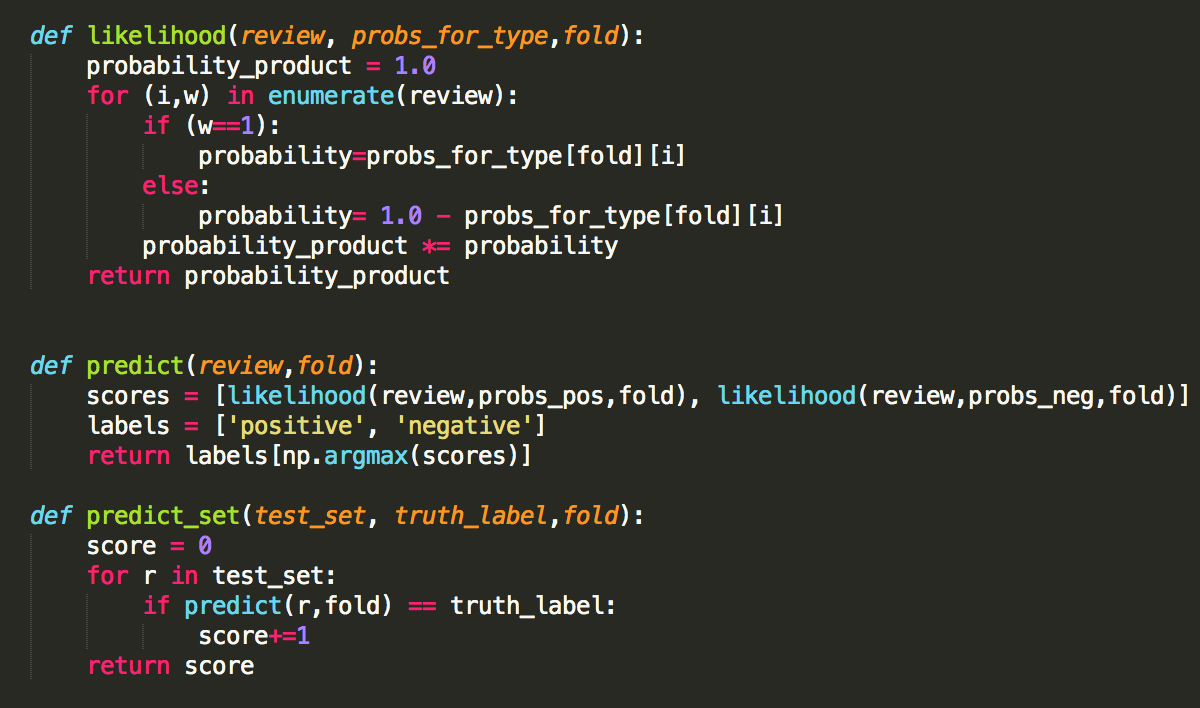 def likelihood(review, probs_for_type,fold):
    probability_product = 1.0
    for (i,w) in enumerate(review):
        if (w==1):
            probability=probs_for_type[fold][i]
        else:
            probability= 1.0 - probs_for_type[fold][i]
        probability_product *= probability
    return probability_product

def predict(review,fold):
    scores = [likelihood(review,probs_pos,fold), likelihood(review,probs_neg,fold)]
    labels = ['positive', 'negative']
    return labels[np.argmax(scores)]

def predict_set(test_set, truth_label,fold):
    score = 0
    for r in test_set:
        if predict(r,fold) == truth_label:
            score+=1
    return score